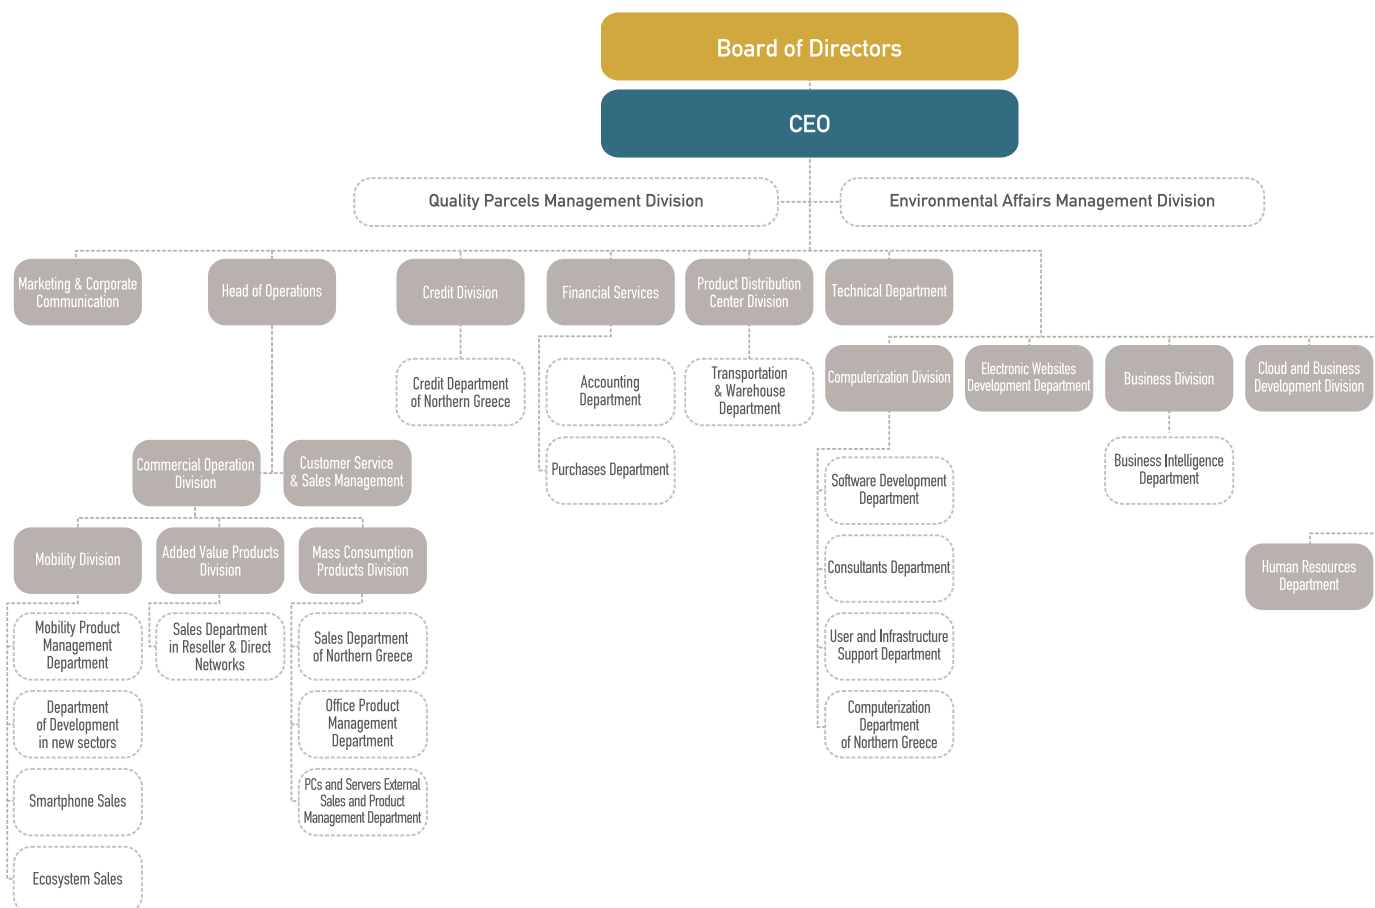 Board of Directors
CEO
Quality Parcels Management Division
Environmental Affairs Management Division
Marketing & Corporate
Communication
Head of Operations
Credit Division
Financial Services
Product Distribution
Center Division
Technical Department
Credit Department
of Northern Greece
Accounting
Department
Transportation
& Warehouse
Department
Computerization Division
Electronic Websites
Development Department
Business Division
Cloud and Business
Development Division
Commercial Operation
Division
Customer Service
& Sales Management
Purchases Department
Business Intelligence
Department
Software Development
Department
Mobility Division
Added Value Products
Division
Mass Consumption
Products Division
Consultants Department
Human Resources
Department
Mobility Product
Management
Department
Sales Department
in Reseller & Direct
Networks
Sales Department
of Northern Greece
User and Infrastructure
Support Department
Department
of Development
in new sectors
Office Product
Management
Department
Computerization
Department
of Northern Greece
Smartphone Sales
PCs and Servers External
Sales and Product
Management Department
Ecosystem Sales